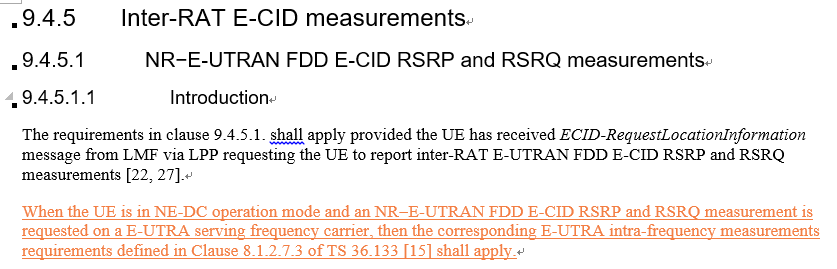 9.4.5 Inter-RAT E-CID measurements
9.4.5.1 NR−E-UTRAN FDD E-CID RSRP and RSRQ measurements
9.4.5.1.1 Introduction
The requirements in clause 9.4.5.1. shall apply provided the UE has received ECID-RequestLocationInformation
message from LMF via LPP requesting the UE to report inter-RAT E-UTRAN FDD E-CID RSRP and RSRQ
measurements [22, 27].
When the UE is in NE-DC operation mode and an NR−E-UTRAN FDD E-CID RSRP and RSRQ measurement is
requested on a E-UTRA serving frequency carrier, then the corresponding E-UTRA intra-frequency measurements
requirements defined in Clause 8.1.2.7.3 of TS 36.133 [15] shall apply.